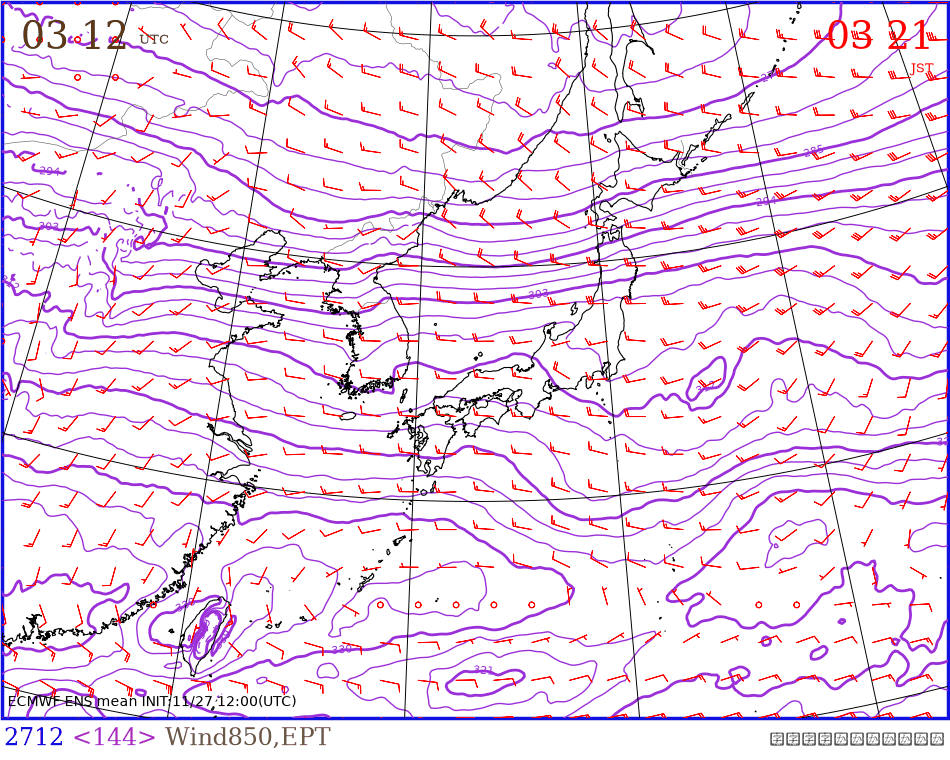 03 12 UTC
03 21
JST
285
294
294
303
303
321
330
ECMWF ENS mean INIT:11/27,12:00(UTC)
2712 <144> Wind850,EPT